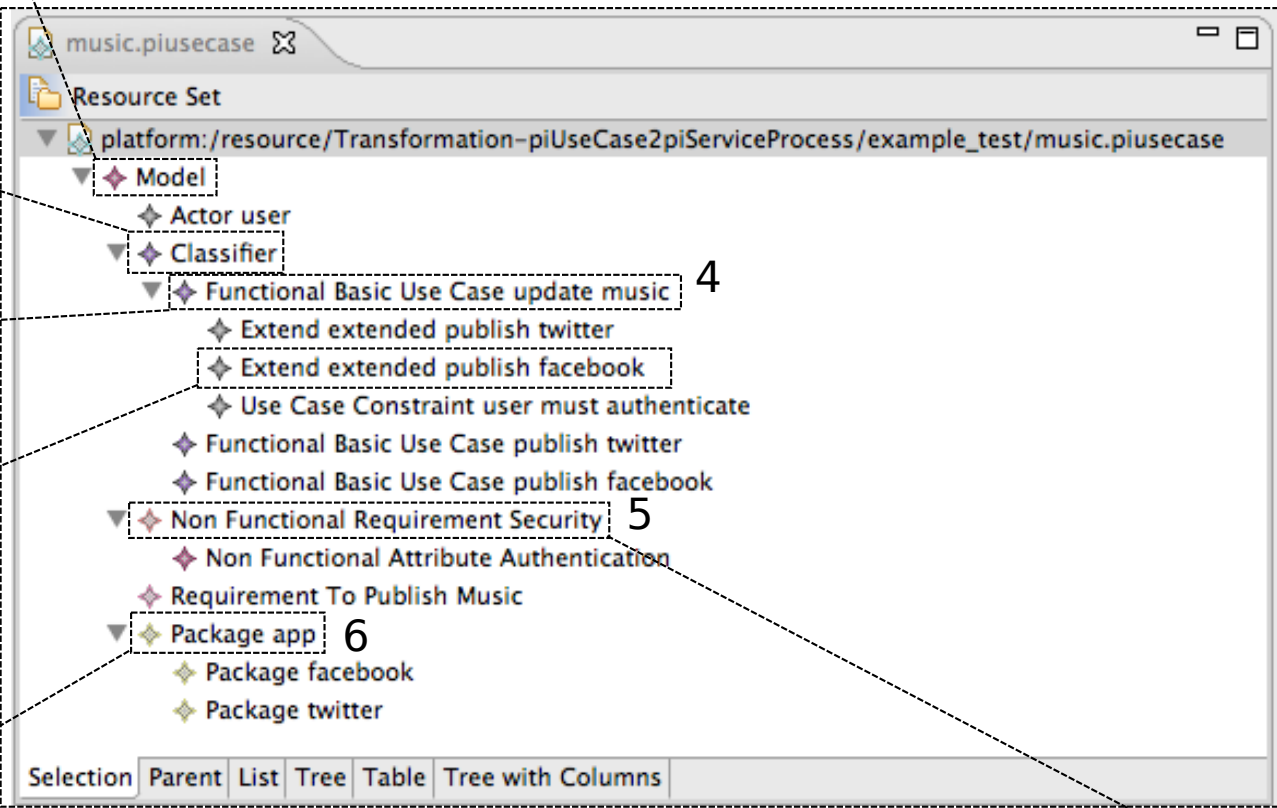 music.piusecase
Resource Set
platform:/resource/Transformation-piUseCase2piServiceProcess/example_test/music.piusecase
Model
Actor user
Classifier
Functional Basic Use Case update music 4
Extend extended publish twitter
Extend extended publish facebook
Use Case Constraint user must authenticate
Functional Basic Use Case publish twitter
Functional Basic Use Case publish facebook
Non Functional Requirement Security 5
Non Functional Attribute Authentication
Requirement To Publish Music
Package app 6
Package facebook
Package twitter
Selection Parent List Tree Table Tree with Columns